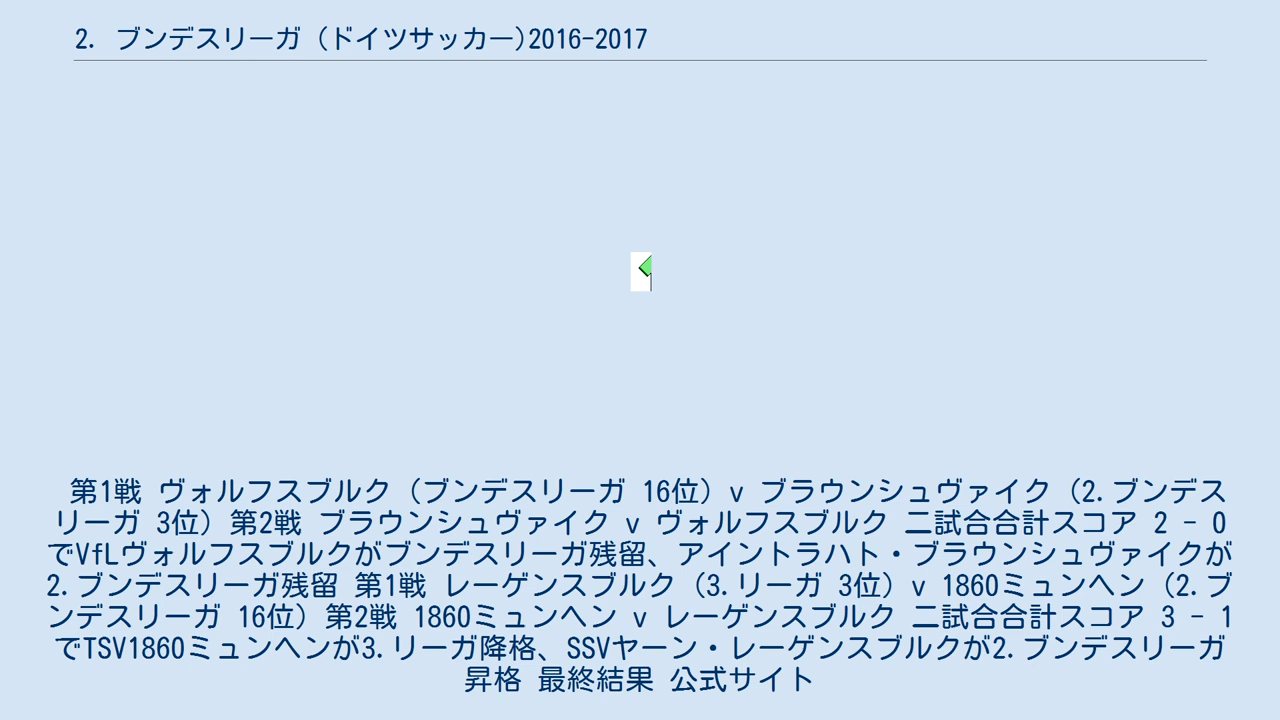 2. ブンデスリーガ (ドイツサッカー)2016-2017
第1戦 ヴォルフスブルク (ブンデスリーガ 16位) v ブラウンシュヴァイク (2.ブンデス
リーガ 3位) 第2戦 ブラウンシュヴァイク v ヴォルフスブルク 二試合合計スコア 2 - 0
でVfLヴォルフスブルクがブンデスリーガ残留、アイントラハト・ブラウンシュヴァイクが
2.ブンデスリーガ残留 第1戦 レーゲンスブルク (3.リーガ 3位) v 1860ミュンヘン (2.ブ
ンデスリーガ 16位) 第2戦 1860ミュンヘン v レーゲンスブルク 二試合合計スコア 3 - 1
でTSV1860ミュンヘンが3.リーガ降格、SSVヤーン・レーゲンスブルクが2.ブンデスリーガ
昇格 最終結果 公式サイト